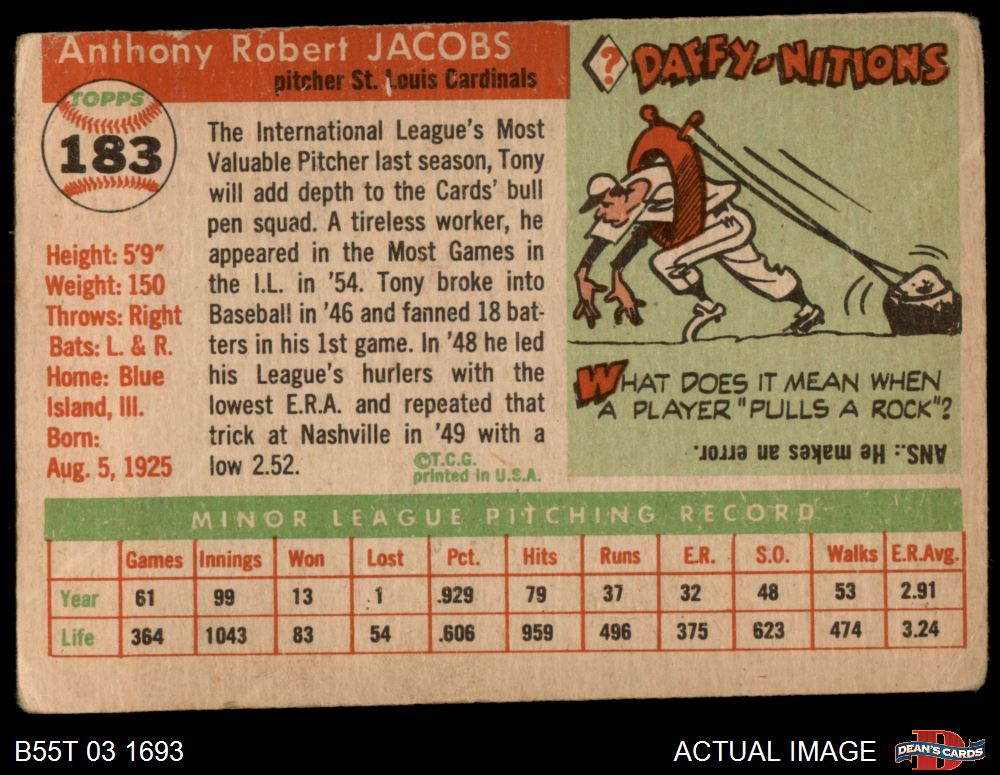 Anthony Robert JACOBS
pitcher St. Louis Cardinals
TOPPS
183
Height: 5'9"
Weight: 150
Throws: Right
Bats: L. & R.
Home: Blue
Island, Ill.
Born:
Aug. 5, 1925
The International League's Most
Valuable Pitcher last season, Tony
will add depth to the Cards' bull
pen squad. A tireless worker, he
appeared in the Most Games in
the I.L. in '54. Tony broke into
Baseball in '46 and fanned 18 bat-
ters in his 1st game. In '48 he led
his League's hurlers with the
lowest E.R.A. and repeated that
trick at Nashville in '49 with a
low 2.52.
©T.C.G.
printed in U.S.A.
?
DAFFY-NITIONS
WHAT DOES IT MEAN WHEN
A PLAYER "PULLS A ROCK"?
ANS.: He makes an error.
MINOR LEAGUE PITCHING RECORD
Games Innings Won Lost Pct. Hits Runs E.R. S.O. Walks E.R.Avg.
Year 61 99 13 1 .929 79 37 32 48 53 2.91
Life 364 1043 83 54 .606 959 496 375 623 474 3.24
B55T 03 1693
ACTUAL IMAGE
DEAN'S CARDS